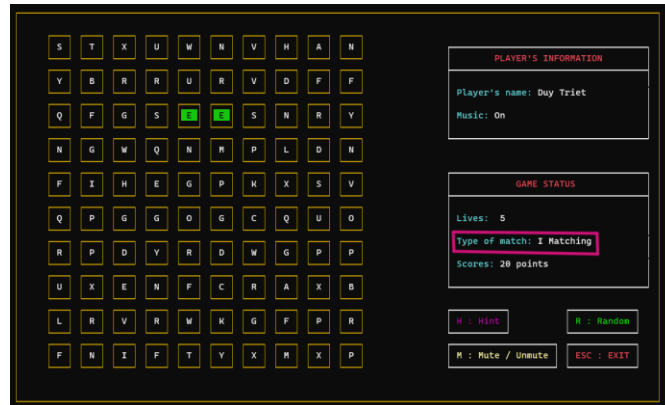 S T X U W N V H A N
Y B R R U R V D F F
Q F G S E E S N R Y
N G W Q N M P L D N
F I H E G P K X S V
Q P G G O G C Q U O
R P D Y R D W G P P
U X E N F C R A X B
L R V R W K G F P R
F N I F T Y X M X P
PLAYER'S INFORMATION
Player's name: Duy Triet
Music: On
GAME STATUS
Lives: 5
Type of match: I Matching
Scores: 20 points
H : Hint
R : Random
M : Mute / Unmute
ESC : EXIT